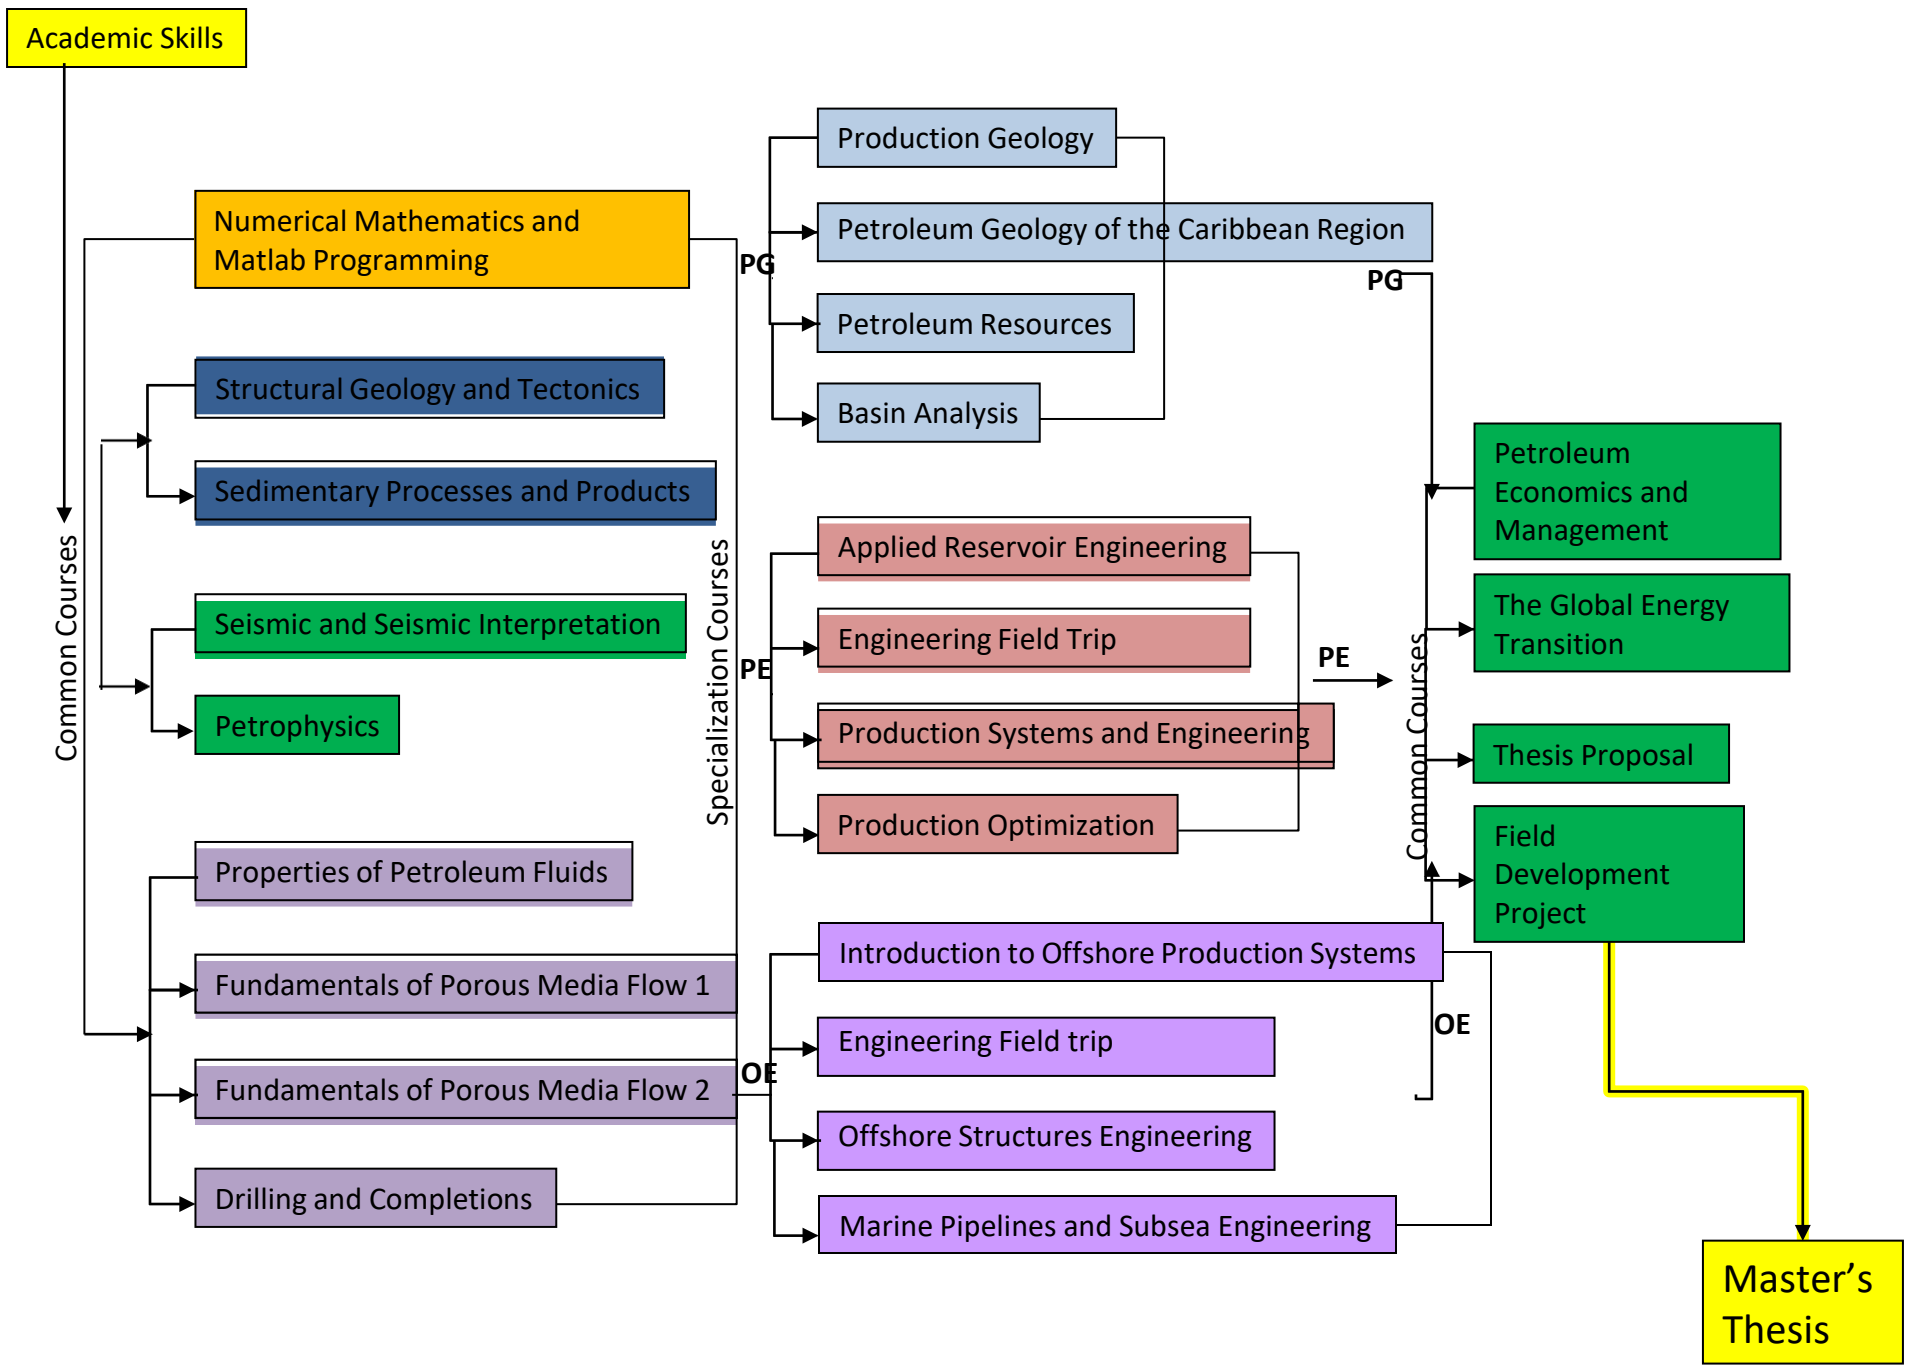 Academic Skills
Common Courses
Numerical Mathematics and
Matlab Programming
Structural Geology and Tectonics
Sedimentary Processes and Products
Seismic and Seismic Interpretation
Petrophysics
Properties of Petroleum Fluids
Fundamentals of Porous Media Flow 1
Fundamentals of Porous Media Flow 2
Drilling and Completions
Specialization Courses
PG
Production Geology
Petroleum Geology of the Caribbean Region
Petroleum Resources
Basin Analysis
PE
Applied Reservoir Engineering
Engineering Field Trip
Production Systems and Engineering
Production Optimization
OE
Introduction to Offshore Production Systems
Engineering Field trip
Offshore Structures Engineering
Marine Pipelines and Subsea Engineering
PG
PE
OE
Common Courses
Petroleum
Economics and
Management
The Global Energy
Transition
Thesis Proposal
Field
Development
Project
Master’s
Thesis